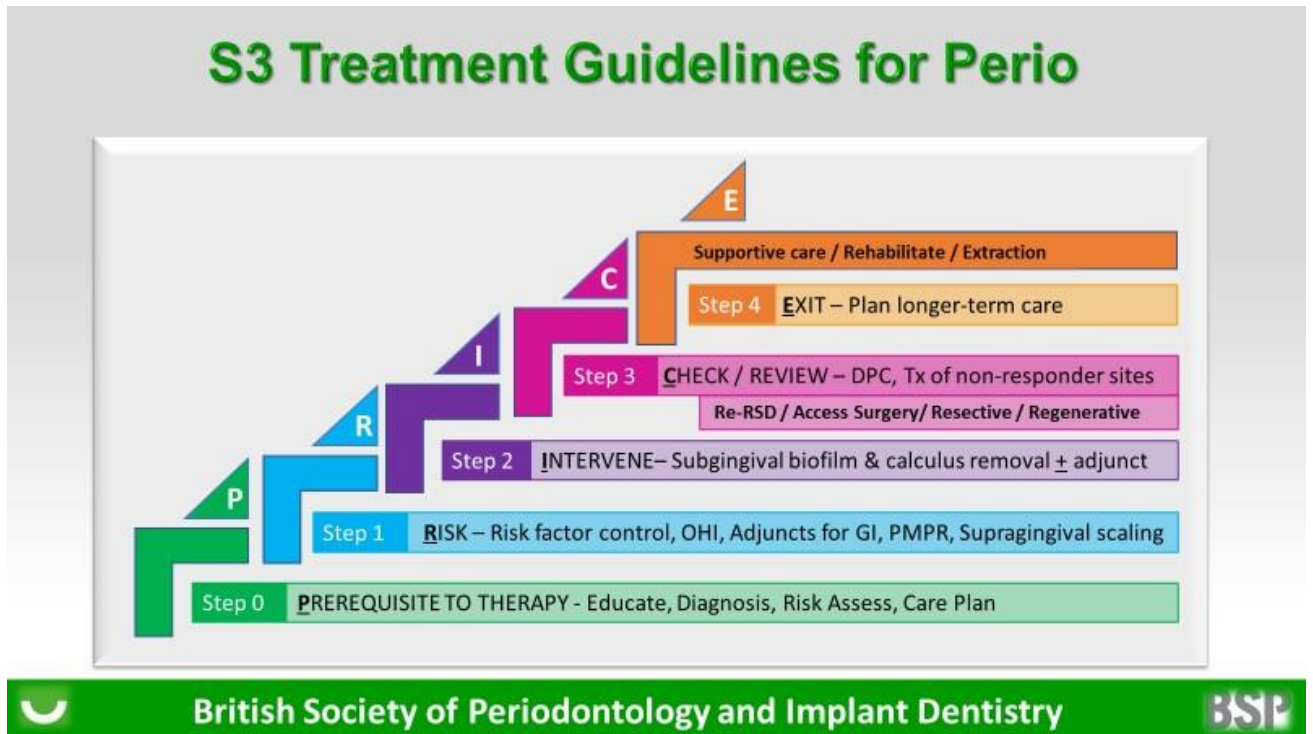 S3 Treatment Guidelines for Perio
E
Supportive care / Rehabilitate / Extraction
Step 4 EXIT – Plan longer-term care
C
Step 3 CHECK / REVIEW – DPC, Tx of non-responder sites
Re-RSD / Access Surgery/ Resective / Regenerative
I
Step 2 INTERVENE– Subgingival biofilm & calculus removal + adjunct
R
Step 1 RISK – Risk factor control, OHI, Adjuncts for GI, PMPR, Supragingival scaling
P
Step 0 PREREQUISITE TO THERAPY - Educate, Diagnosis, Risk Assess, Care Plan
British Society of Periodontology and Implant Dentistry
BSP